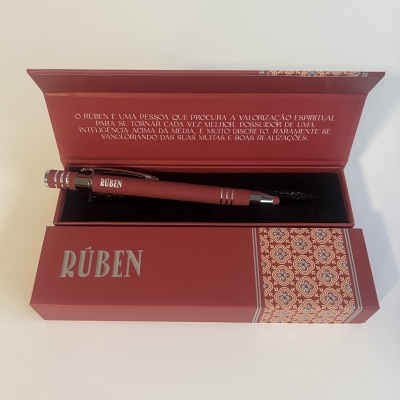 O RÚBEN É UMA PESSOA QUE PROCURA A VALORIZAÇÃO ESPIRITUAL
PARA SE TORNAR CADA VEZ MELHOR. POSSUIDOR DE UMA
INTELIGÊNCIA ACIMA DA MÉDIA, É MUITO DISCRETO, RARAMENTE SE
VANGLORIANDO DAS SUAS MUITAS E BOAS REALIZAÇÕES.
RÚBEN
RÚBEN